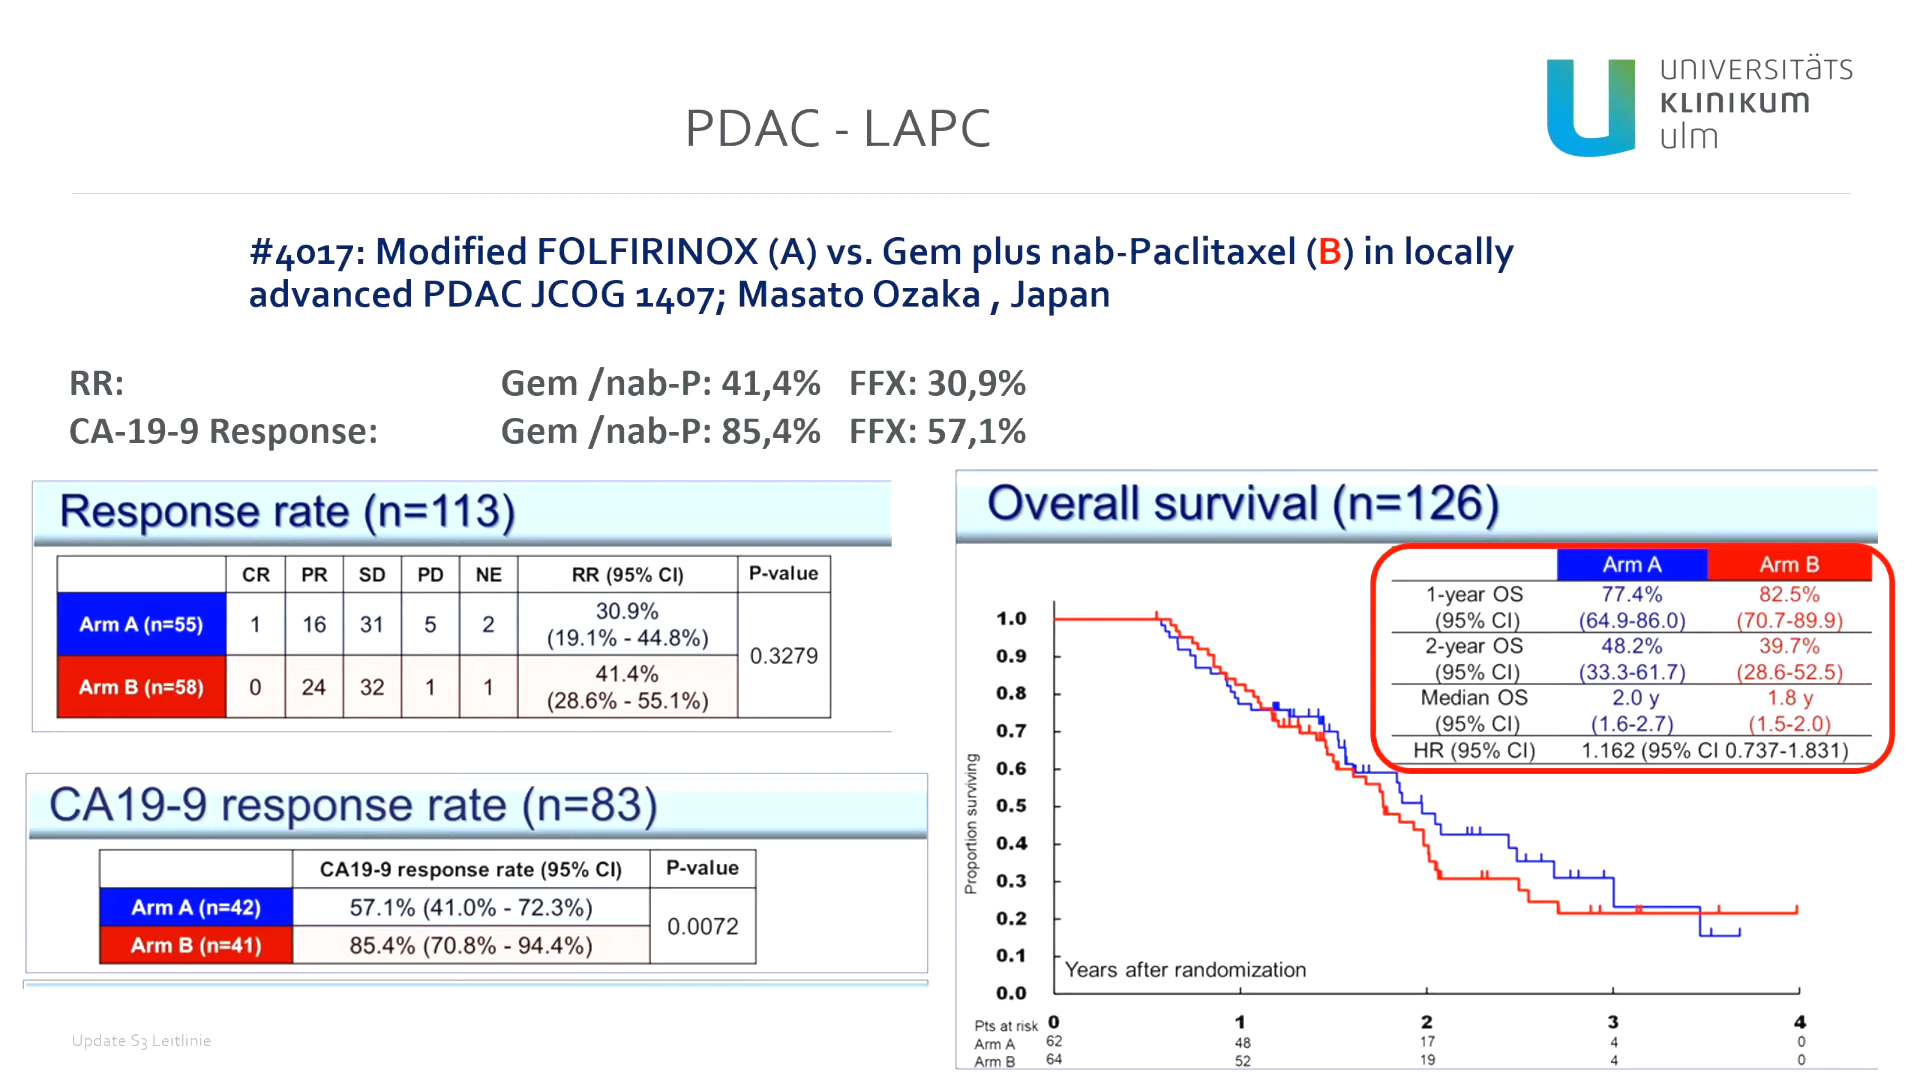 UNIVERSITÄTS
KLINIKUM
ulm
PDAC - LAPC
#4017: Modified FOLFIRINOX (A) vs. Gem plus nab-Paclitaxel (B) in locally
advanced PDAC JCOG 1407; Masato Ozaka , Japan
RR: Gem /nab-P: 41,4% FFX: 30,9%
CA-19-9 Response: Gem /nab-P: 85,4% FFX: 57,1%
Response rate (n=113)
CR PR SD PD NE RR (95% CI) P-value
Arm A (n=55) 1 16 31 5 2 30.9%
(19.1% - 44.8%)
0.3279
Arm B (n=58) 0 24 32 1 1 41.4%
(28.6% - 55.1%)
CA19-9 response rate (n=83)
CA19-9 response rate (95% CI) P-value
Arm A (n=42) 57.1% (41.0% - 72.3%)
0.0072
Arm B (n=41) 85.4% (70.8% - 94.4%)
Overall survival (n=126)
Arm A Arm B
1-year OS 77.4% 82.5%
(95% CI) (64.9-86.0) (70.7-89.9)
2-year OS 48.2% 39.7%
(95% CI) (33.3-61.7) (28.6-52.5)
Median OS 2.0 y 1.8 y
(95% CI) (1.6-2.7) (1.5-2.0)
HR (95% CI) 1.162 (95% CI 0.737-1.831)
Proportion surviving
1.0
0.9
0.8
0.7
0.6
0.5
0.4
0.3
0.2
0.1
0.0
Years after randomization
Pts at risk 0 1 2 3 4
Arm A 62 48 17 4 0
Arm B 64 52 19 4 0
Update S3 Leitlinie